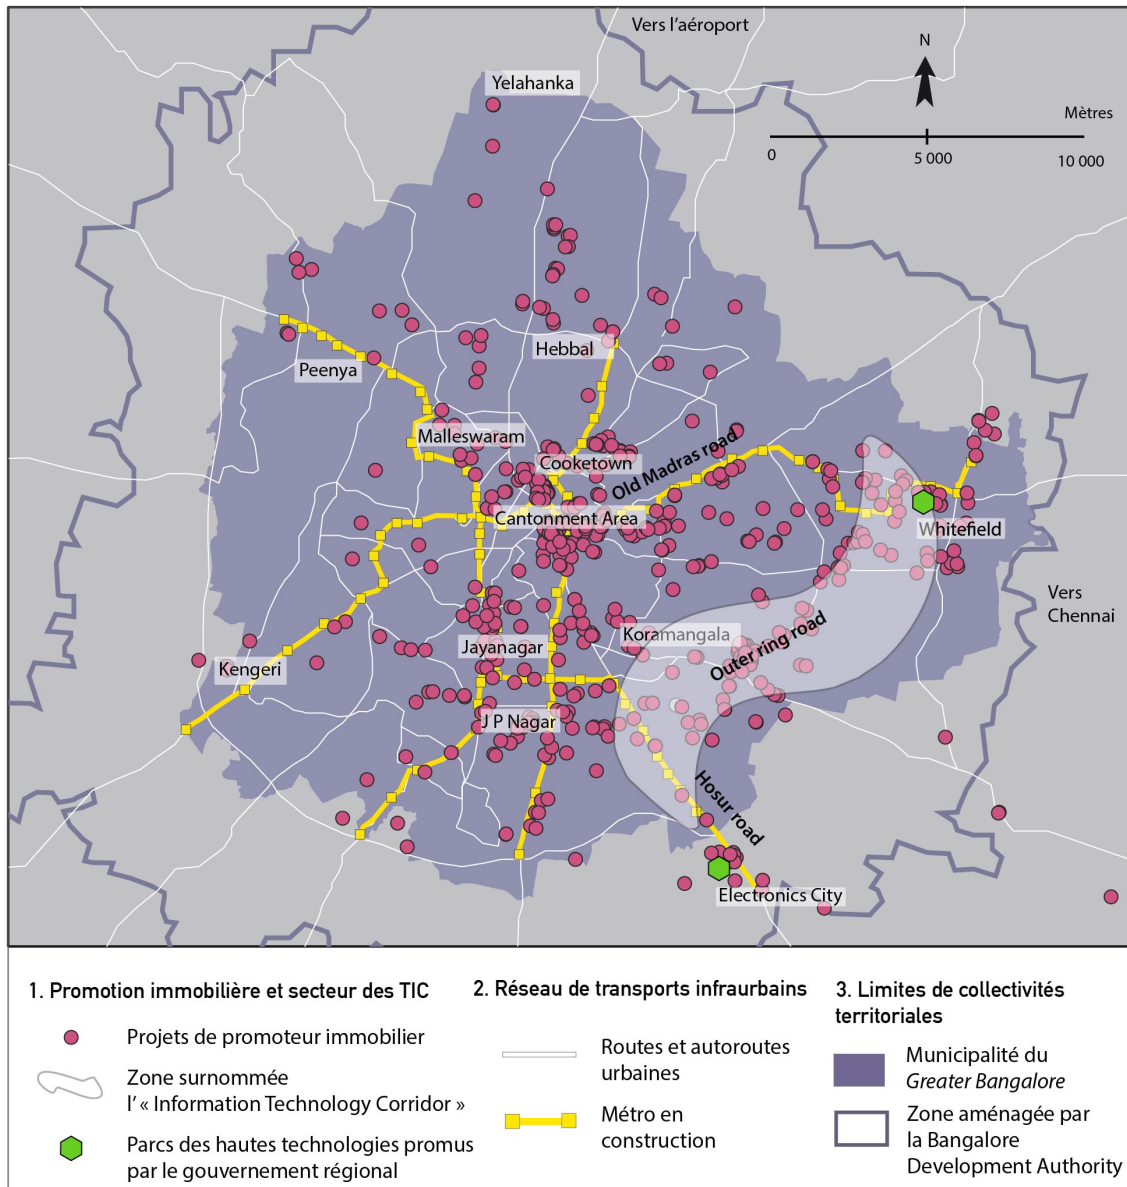 Vers l'aéroport
N
Yelahanka
Mètres
0
5 000
10 000
Hebbal
Peenya
Malleswaram
Cooketown
Old Madras road
Cantonment Area
Whitefield
Vers
Chennai
Koramangala
Jayanagar
Outer ring road
Kengeri
J P Nagar
Hosur road
Electronics City
1. Promotion immobilière et secteur des TIC
Projets de promoteur immobilier
Zone surnommée
l'« Information Technology Corridor »
Parcs des hautes technologies promus
par le gouvernement régional
2. Réseau de transports infraurbains
Routes et autoroutes
urbaines
Métro en
construction
3. Limites de collectivités
territoriales
Municipalité du
Greater Bangalore
Zone aménagée par
la Bangalore
Development Authority